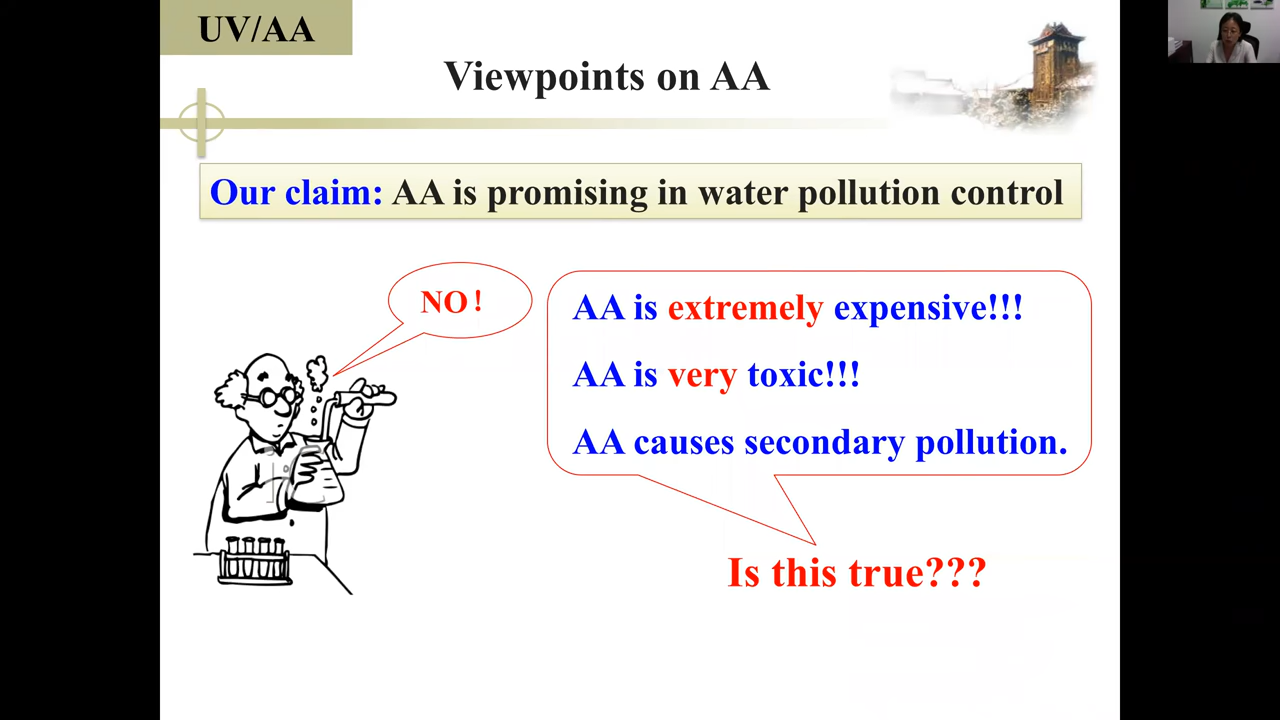 UV/AA
Viewpoints on AA
Our claim: AA is promising in water pollution control
NO！
AA is extremely expensive!!!
AA is very toxic!!!
AA causes secondary pollution.
Is this true???